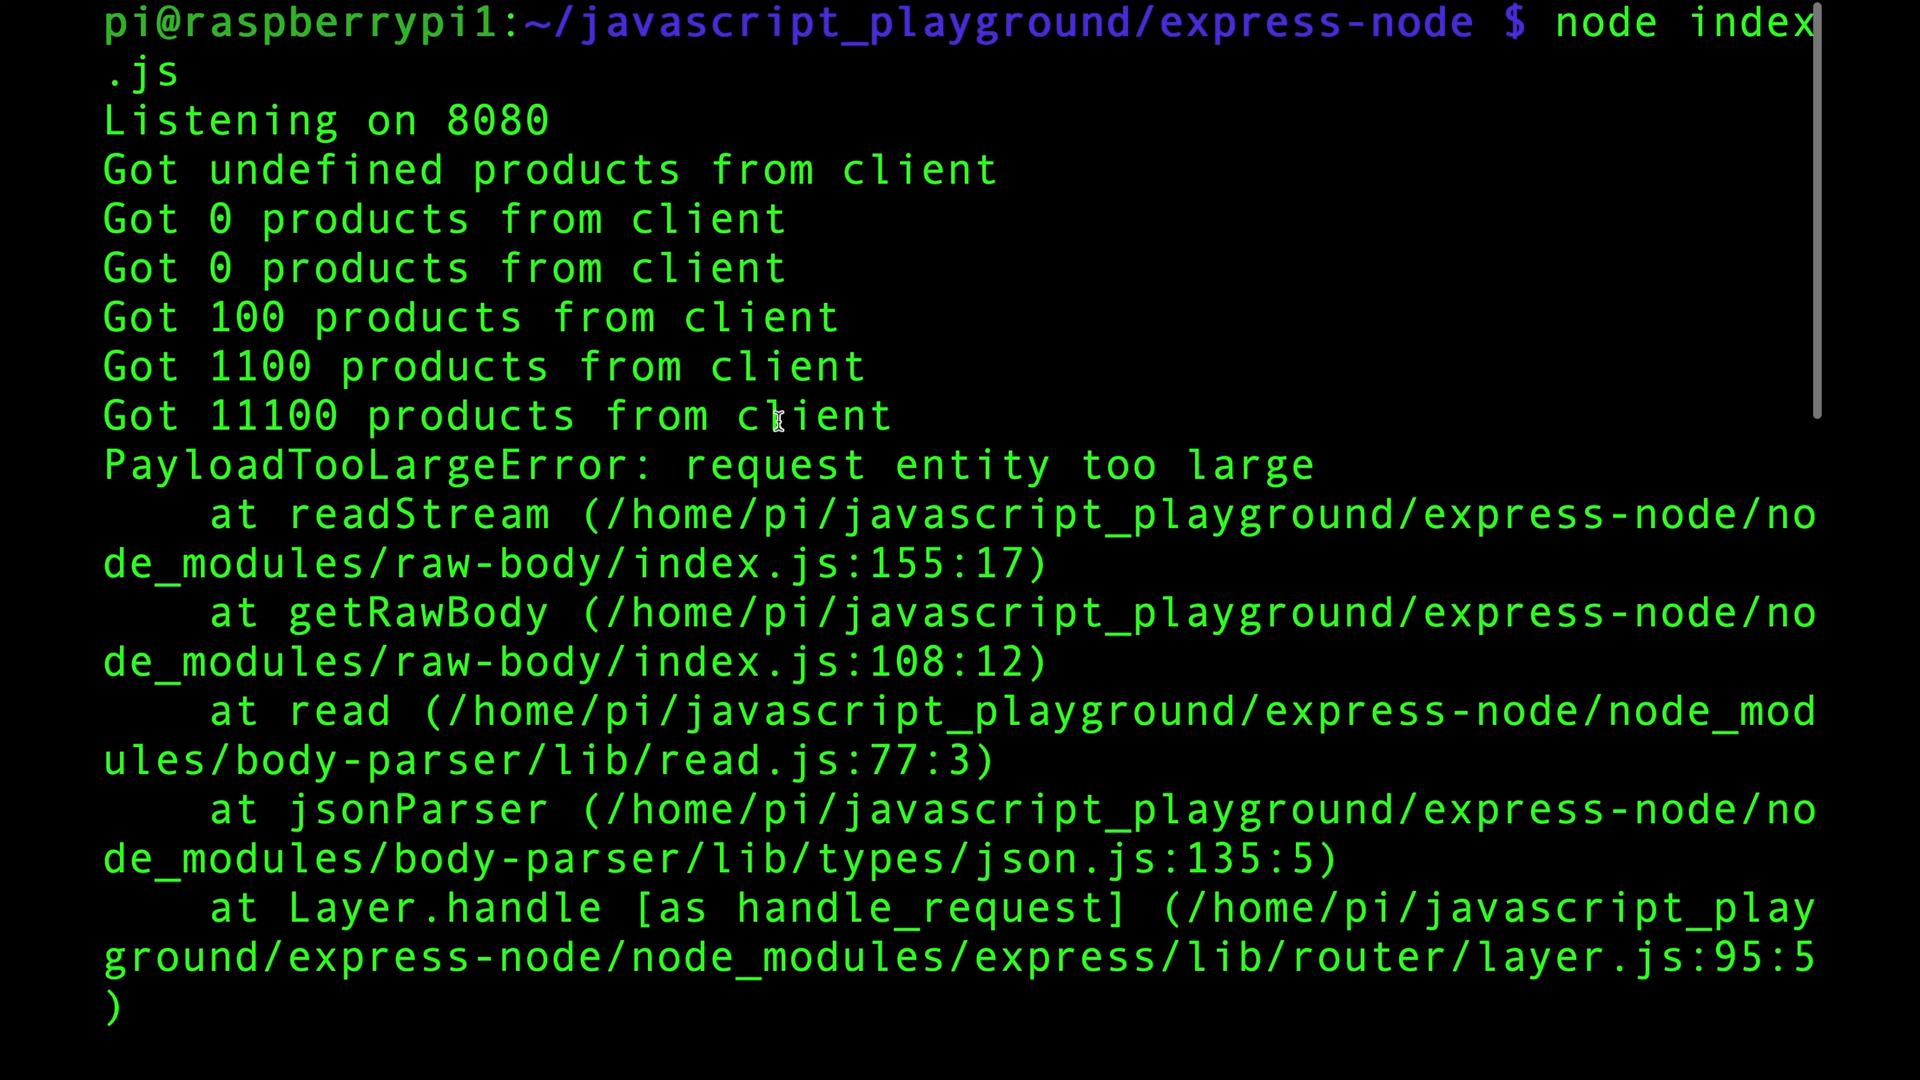 pi@raspberrypi1:~/javascript_playground/express-node $ node index
.js
Listening on 8080
Got undefined products from client
Got 0 products from client
Got 0 products from client
Got 100 products from client
Got 1100 products from client
Got 11100 products from client
PayloadTooLargeError: request entity too large
    at readStream (/home/pi/javascript_playground/express-node/no
de_modules/raw-body/index.js:155:17)
    at getRawBody (/home/pi/javascript_playground/express-node/no
de_modules/raw-body/index.js:108:12)
    at read (/home/pi/javascript_playground/express-node/node_mod
ules/body-parser/lib/read.js:77:3)
    at jsonParser (/home/pi/javascript_playground/express-node/no
de_modules/body-parser/lib/types/json.js:135:5)
    at Layer.handle [as handle_request] (/home/pi/javascript_play
ground/express-node/node_modules/express/lib/router/layer.js:95:5
)